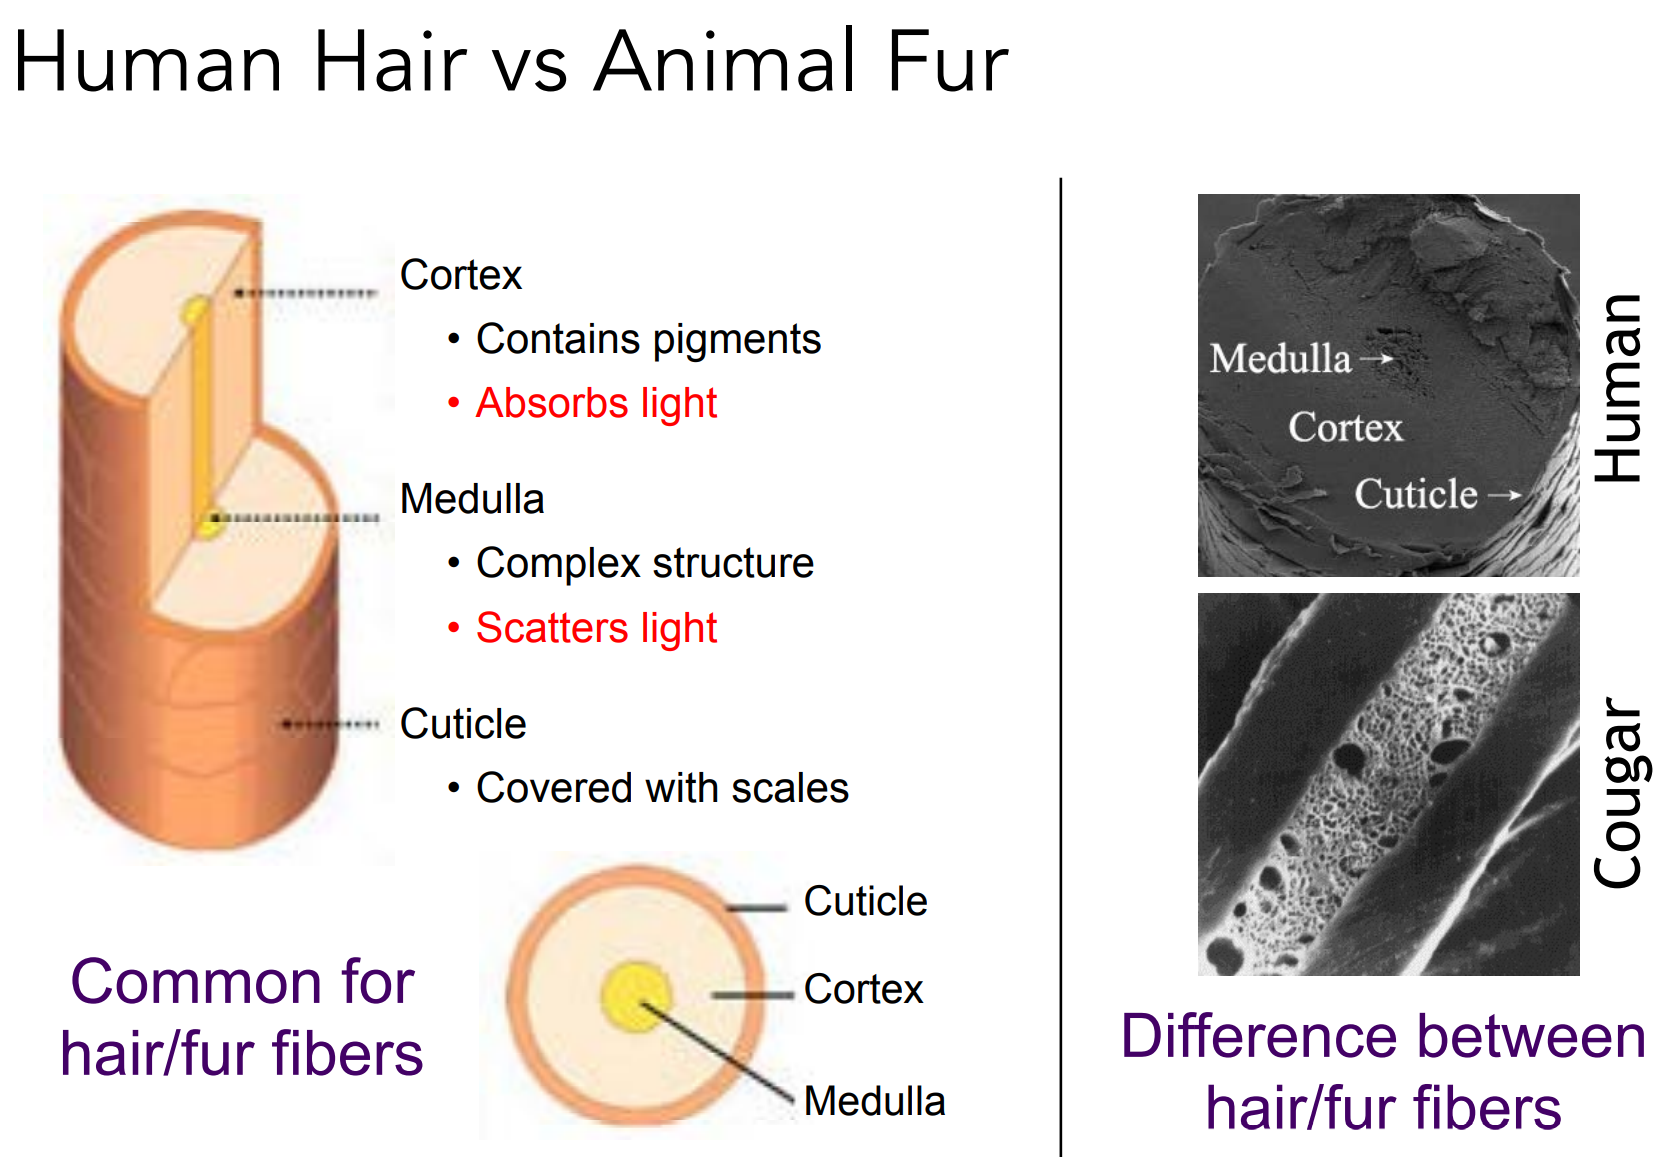 Human Hair vs Animal Fur
Cortex
• Contains pigments
• Absorbs light
Medulla
• Complex structure
• Scatters light
Cuticle
• Covered with scales
Cuticle
Cortex
Medulla
Common for
hair/fur fibers
Medulla
Cortex
Cuticle
Human
Cougar
Difference between
hair/fur fibers